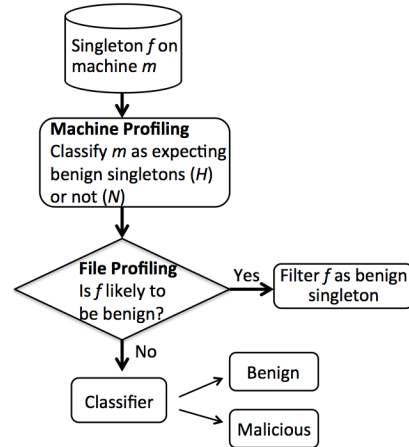 Singleton f on
machine m
Machine Profiling
Classify m as expecting
benign singletons (H)
or not (N)
File Profiling
Is f likely to
be benign?
Yes
Filter f as benign
singleton
No
Classifier
Benign
Malicious